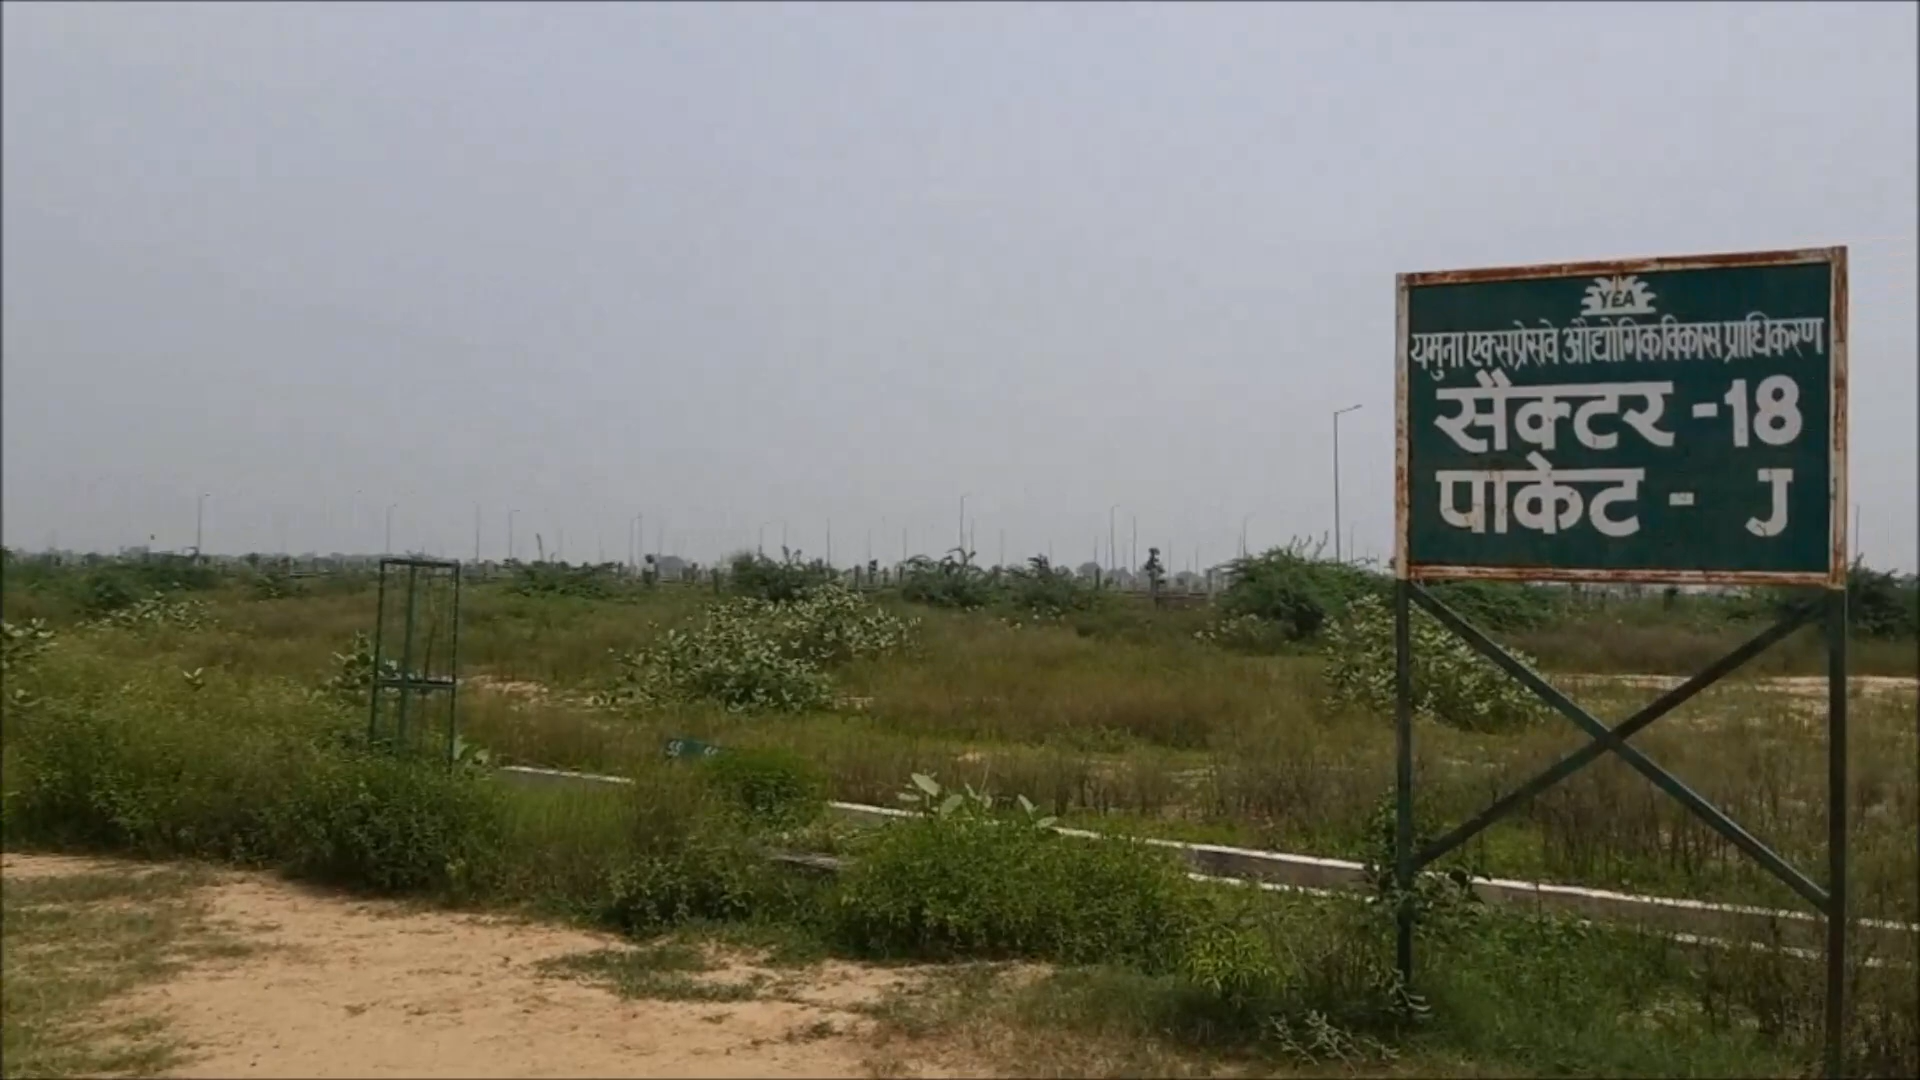 YEA
यमुना एक्सप्रेसवे औद्योगिक विकास प्राधिकरण
सैक्टर -18
पाकेट - J